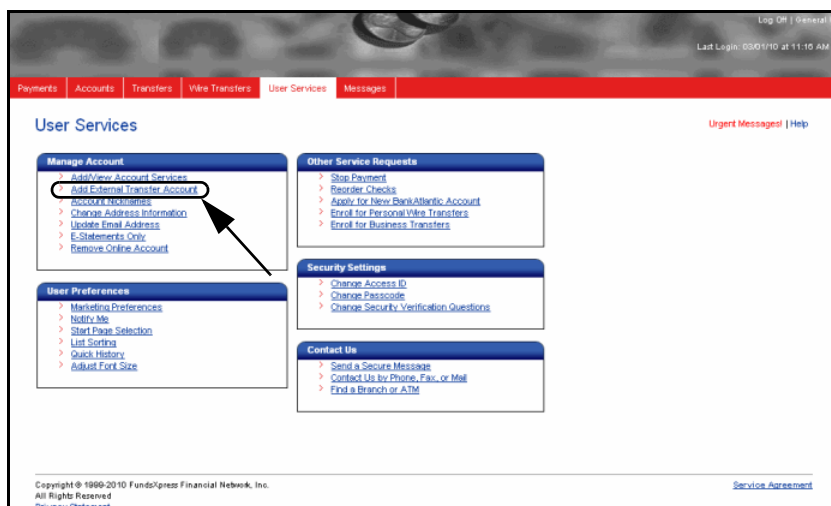 Log Off | General
Last Login: 03/01/10 at 11:16 AM
Payments Accounts Transfers Wire Transfers User Services Messages
User Services
Urgent Messages! | Help
Manage Account
Add/View Account Services
Add External Transfer Account
Account Nicknames
Change Address Information
Update Email Address
E-Statements Only
Remove Online Account
User Preferences
Marketing Preferences
Notify Me
Start Page Selection
List Sorting
Quick History
Adjust Font Size
Other Service Requests
Stop Payment
Reorder Checks
Apply for New BankAtlantic Account
Enroll for Personal Wire Transfers
Enroll for Business Transfers
Security Settings
Change Access ID
Change Passcode
Change Security Verification Questions
Contact Us
Send a Secure Message
Contact Us by Phone, Fax, or Mail
Find a Branch or ATM
Copyright © 1999-2010 FundsXpress Financial Network, Inc.
All Rights Reserved
Privacy Statement
Service Agreement